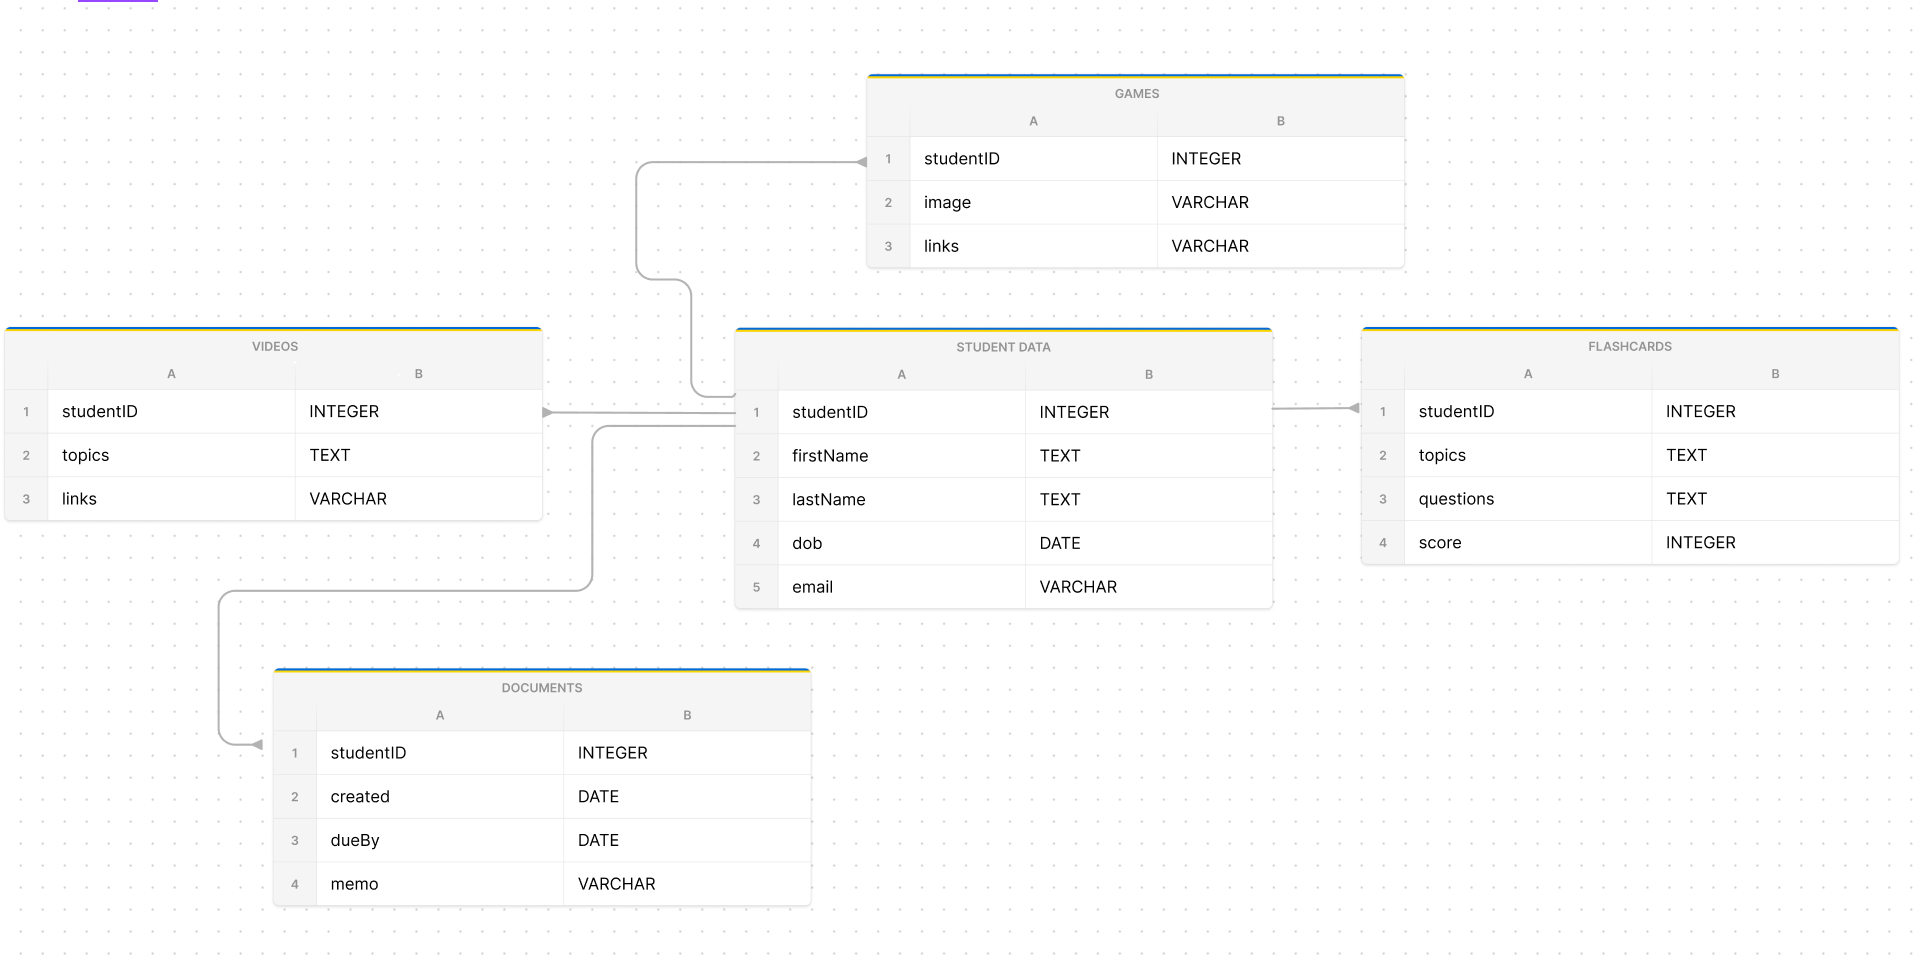 GAMES
A B
1 studentID INTEGER
2 image VARCHAR
3 links VARCHAR
VIDEOS
A B
1 studentID INTEGER
2 topics TEXT
3 links VARCHAR
STUDENT DATA
A B
1 studentID INTEGER
2 firstName TEXT
3 lastName TEXT
4 dob DATE
5 email VARCHAR
FLASHCARDS
A B
1 studentID INTEGER
2 topics TEXT
3 questions TEXT
4 score INTEGER
DOCUMENTS
A B
1 studentID INTEGER
2 created DATE
3 dueBy DATE
4 memo VARCHAR